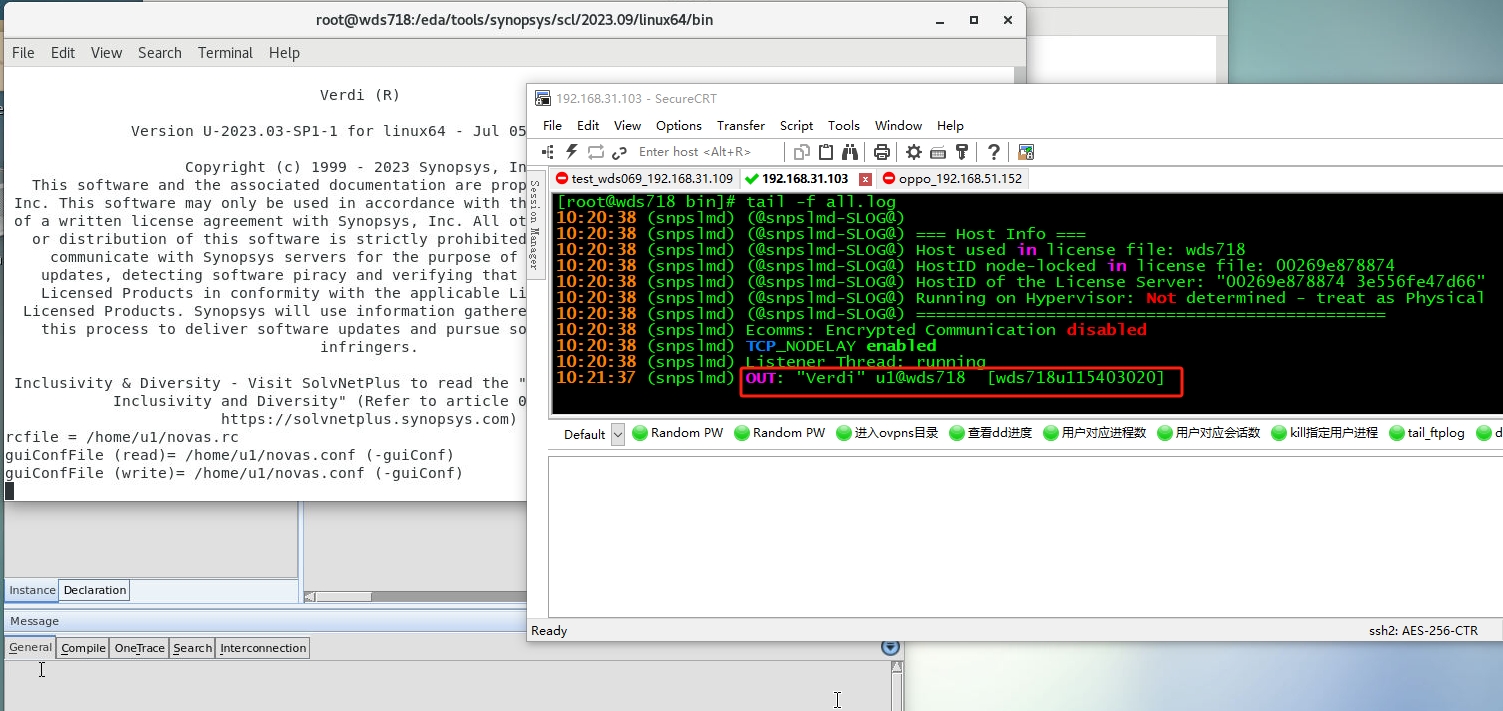 root@wds718:/eda/tools/synopsys/scl/2023.09/linux64/bin
File Edit View Search Terminal Help
Verdi (R)
Version U-2023.03-SP1-1 for linux64 - Jul 05
Copyright (c) 1999 - 2023 Synopsys, In
This software and the associated documentation are prop
Inc. This software may only be used in accordance with th
of a written license agreement with Synopsys, Inc. All ot
or distribution of this software is strictly prohibited
communicate with Synopsys servers for the purpose of
updates, detecting software piracy and verifying that
Licensed Products in conformity with the applicable Li
Licensed Products. Synopsys will use information gathere
this process to deliver software updates and pursue so
infringers.
Inclusivity & Diversity - Visit SolvNetPlus to read the "
Inclusivity and Diversity" (Refer to article 0
https://solvnetplus.synopsys.com)
rcfile = /home/u1/novas.rc
guiConfFile (read)= /home/u1/novas.conf (-guiConf)
guiConfFile (write)= /home/u1/novas.conf (-guiConf)
Instance Declaration
Message
General Compile OneTrace Search Interconnection
192.168.31.103 - SecureCRT
File Edit View Options Transfer Script Tools Window Help
Enter host <Alt+R>
Session Manager
test_wds069_192.168.31.109 192.168.31.103 oppo_192.168.51.152
[root@wds718 bin]# tail -f all.log
10:20:38 (snpslmd) (@snpslmd-SLOG@)
10:20:38 (snpslmd) (@snpslmd-SLOG@) === Host Info ===
10:20:38 (snpslmd) (@snpslmd-SLOG@) Host used in license file: wds718
10:20:38 (snpslmd) (@snpslmd-SLOG@) HostID node-locked in license file: 00269e878874
10:20:38 (snpslmd) (@snpslmd-SLOG@) HostID of the License Server: "00269e878874 3e556fe47d66"
10:20:38 (snpslmd) (@snpslmd-SLOG@) Running on Hypervisor: Not determined - treat as Physical
10:20:38 (snpslmd) (@snpslmd-SLOG@) ===============================================
10:20:38 (snpslmd) Ecomms: Encrypted Communication disabled
10:20:38 (snpslmd) TCP_NODELAY enabled
10:20:38 (snpslmd) Listener Thread: running
10:21:37 (snpslmd) OUT: "Verdi" u1@wds718 [wds718u115403020]
Default Random PW Random PW 进入ovpns目录 查看dd进度 用户对应进程数 用户对应会话数 kill指定用户进程 tail_ftplog d
Ready ssh2: AES-256-CTR